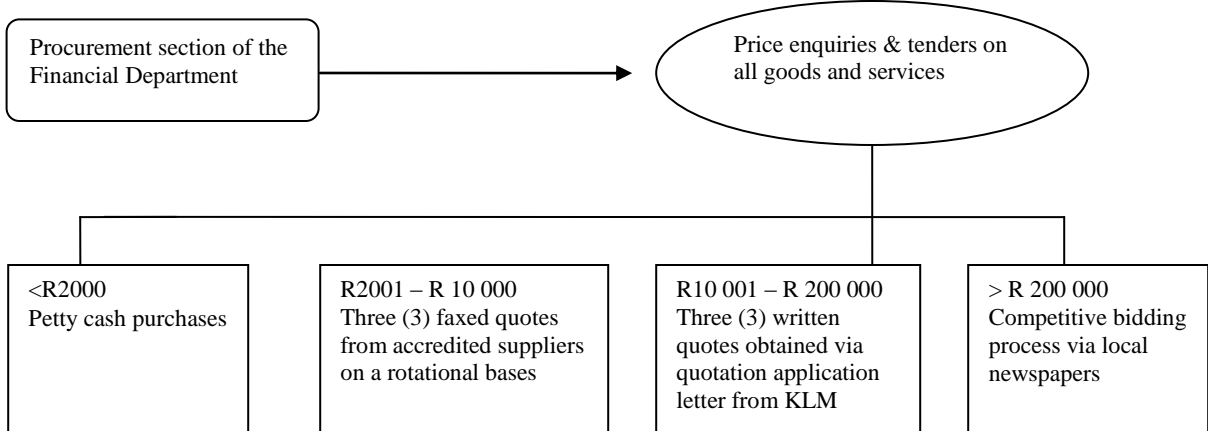 Procurement section of the
Financial Department
Price enquiries & tenders on
all goods and services
<R2000
Petty cash purchases
R2001 – R 10 000
Three (3) faxed quotes
from accredited suppliers
on a rotational bases
R10 001 – R 200 000
Three (3) written
quotes obtained via
quotation application
letter from KLM
> R 200 000
Competitive bidding
process via local
newspapers